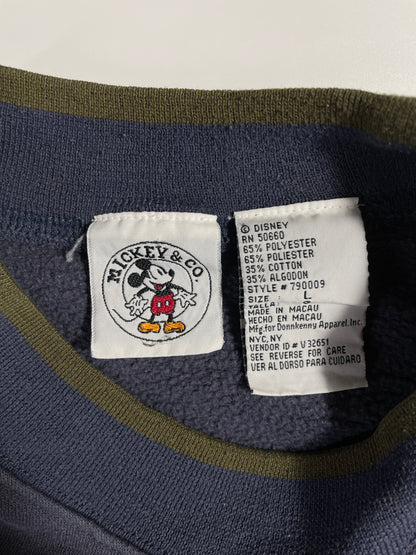 MICKEY & CO.
© DISNEY
RN 50660
65% POLYESTER
65% POLIESTER
35% COTTON
35% ALGODON
STYLE # 790009
SIZE: L
TALLA: G
MADE IN MACAU
HECHO EN MACAU
Mfg.for Donnkenny Apparel.Inc.
NYC, NY
VENDOR ID# V 32651
SEE REVERSE FOR CARE
VER AL DORSO PARA CUIDARO